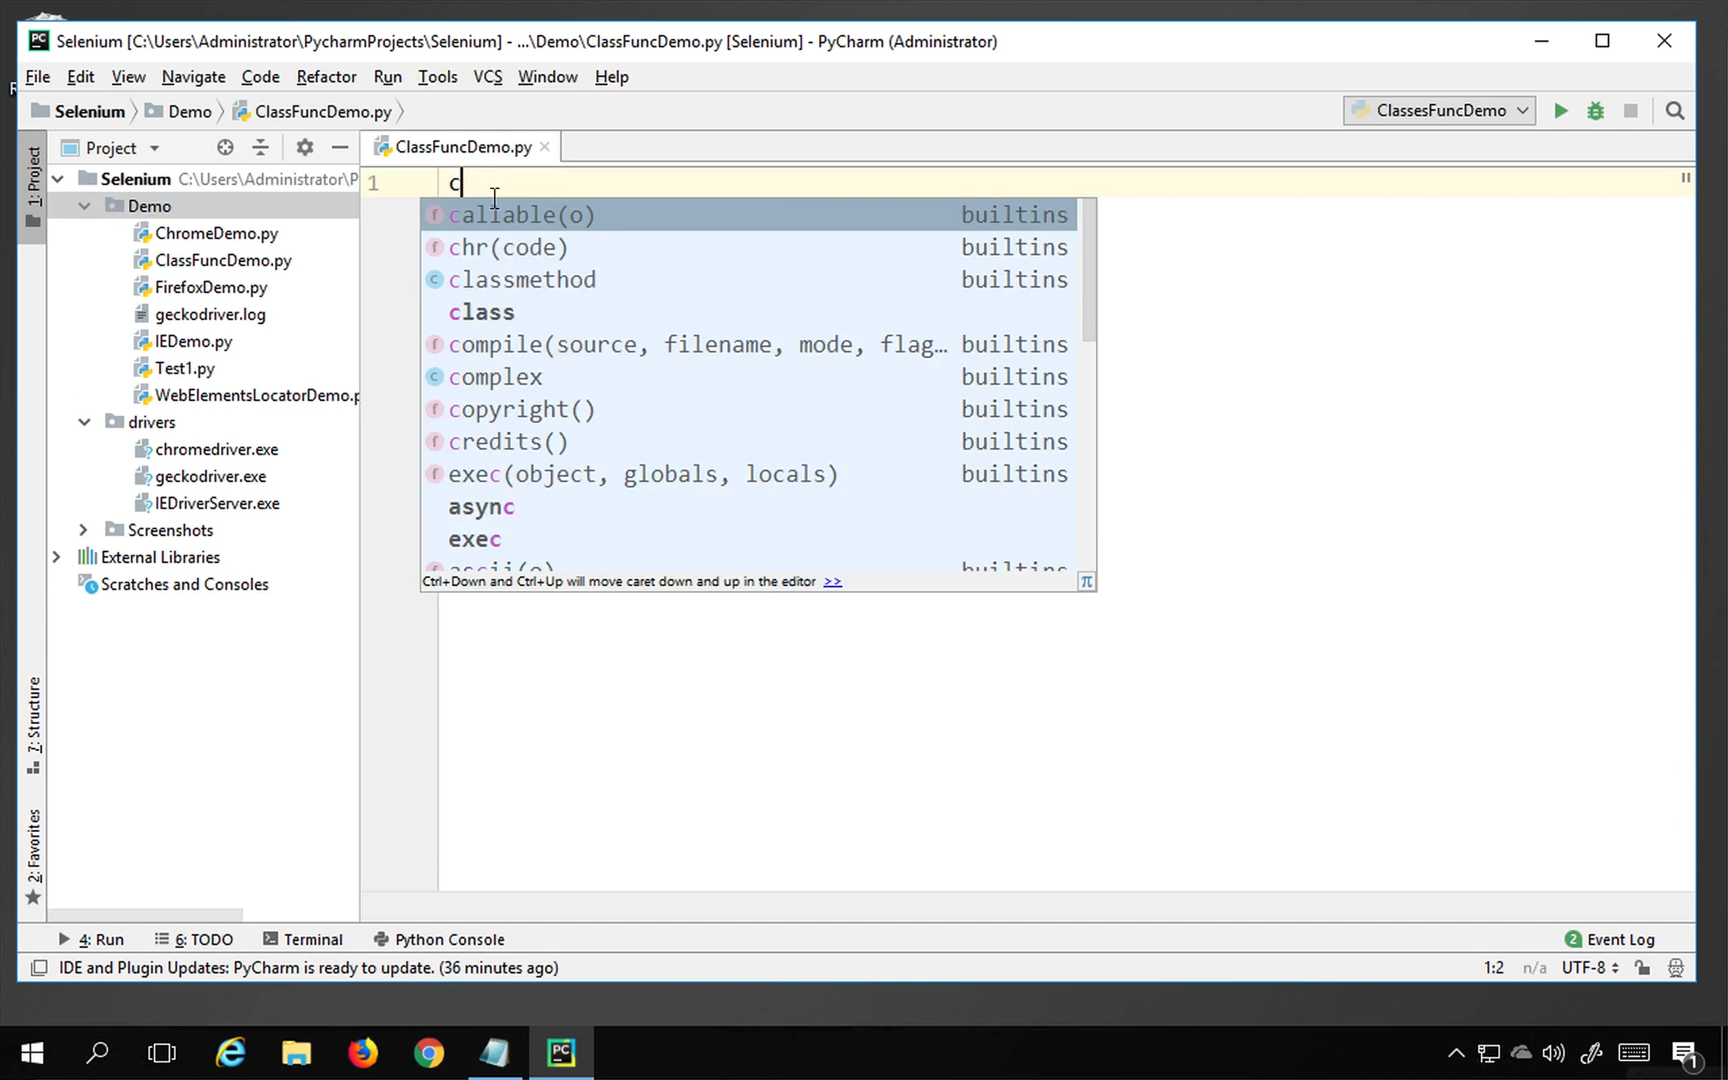 Selenium [C:\Users\Administrator\PycharmProjects\Selenium] - ...\Demo\ClassFuncDemo.py [Selenium] - PyCharm (Administrator)
File Edit View Navigate Code Refactor Run Tools VCS Window Help
Selenium Demo ClassFuncDemo.py ClassesFuncDemo
Project ClassFuncDemo.py
1: Project
Selenium C:\Users\Administrator\P
1 c
Demo
callable(o) builtins
ChromeDemo.py
chr(code) builtins
ClassFuncDemo.py
classmethod builtins
FirefoxDemo.py
class
geckodriver.log
compile(source, filename, mode, flag… builtins
IEDemo.py
complex builtins
Test1.py
copyright() builtins
WebElementsLocatorDemo.p
credits() builtins
drivers
exec(object, globals, locals) builtins
chromedriver.exe
async
geckodriver.exe
exec
IEDriverServer.exe
ascii(o) builtins
Screenshots
Ctrl+Down and Ctrl+Up will move caret down and up in the editor >> π
External Libraries
Scratches and Consoles
7: Structure
2: Favorites
4: Run 6: TODO Terminal Python Console 2 Event Log
IDE and Plugin Updates: PyCharm is ready to update. (36 minutes ago) 1:2 n/a UTF-8
PC
1